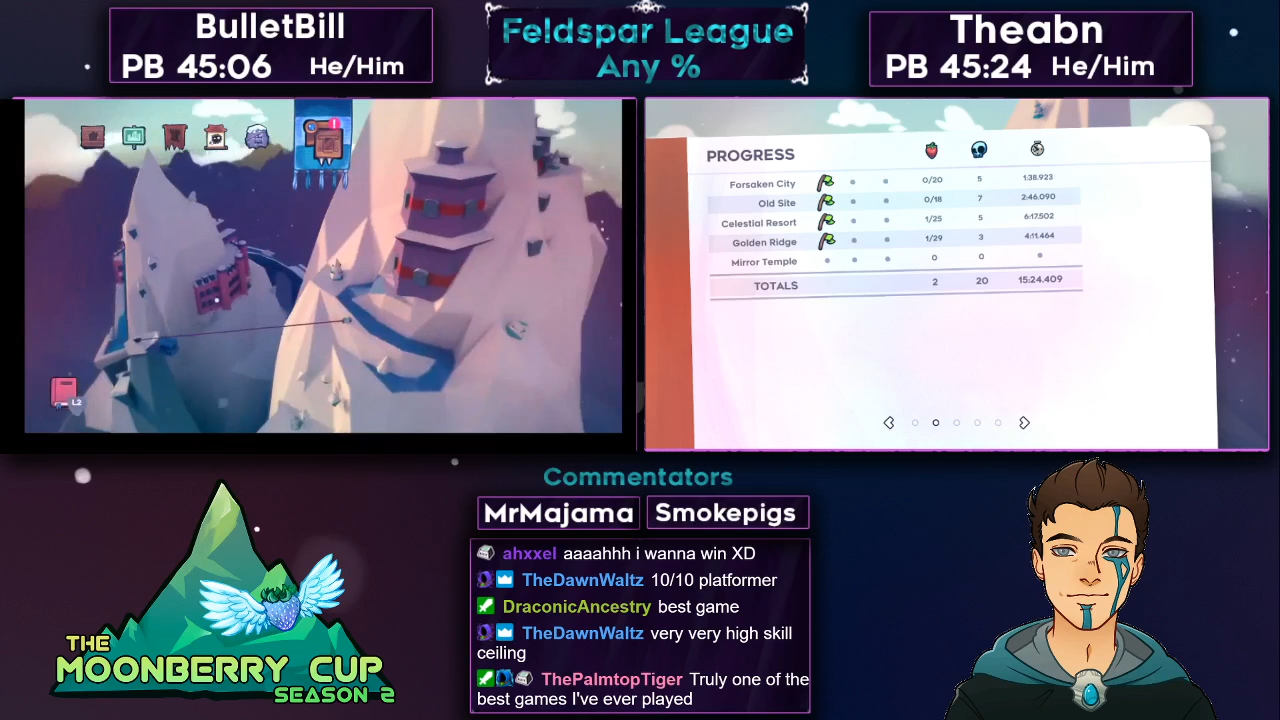 BulletBill
PB 45:06 He/Him
Feldspar League
Any %
Theabn
PB 45:24 He/Him
1
L2
PROGRESS
Forsaken City 0/20 5 1:38.923
Old Site 0/18 7 2:46.090
Celestial Resort 1/25 5 6:17.502
Golden Ridge 1/29 3 4:11.464
Mirror Temple 0 0
TOTALS 2 20 15:24.409
Commentators
MrMajama Smokepigs
ahxxel aaaahhh i wanna win XD
TheDawnWaltz 10/10 platformer
DraconicAncestry best game
TheDawnWaltz very very high skill
ceiling
ThePalmtopTiger Truly one of the
best games I've ever played
THE
MOONBERRY CUP
SEASON 2